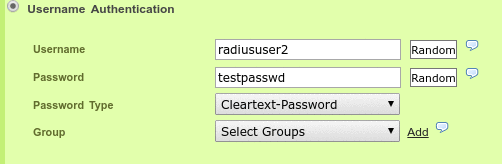 Username Authentication
Username radiususer2 Random
Password testpasswd Random
Password Type Cleartext-Password
Group Select Groups Add